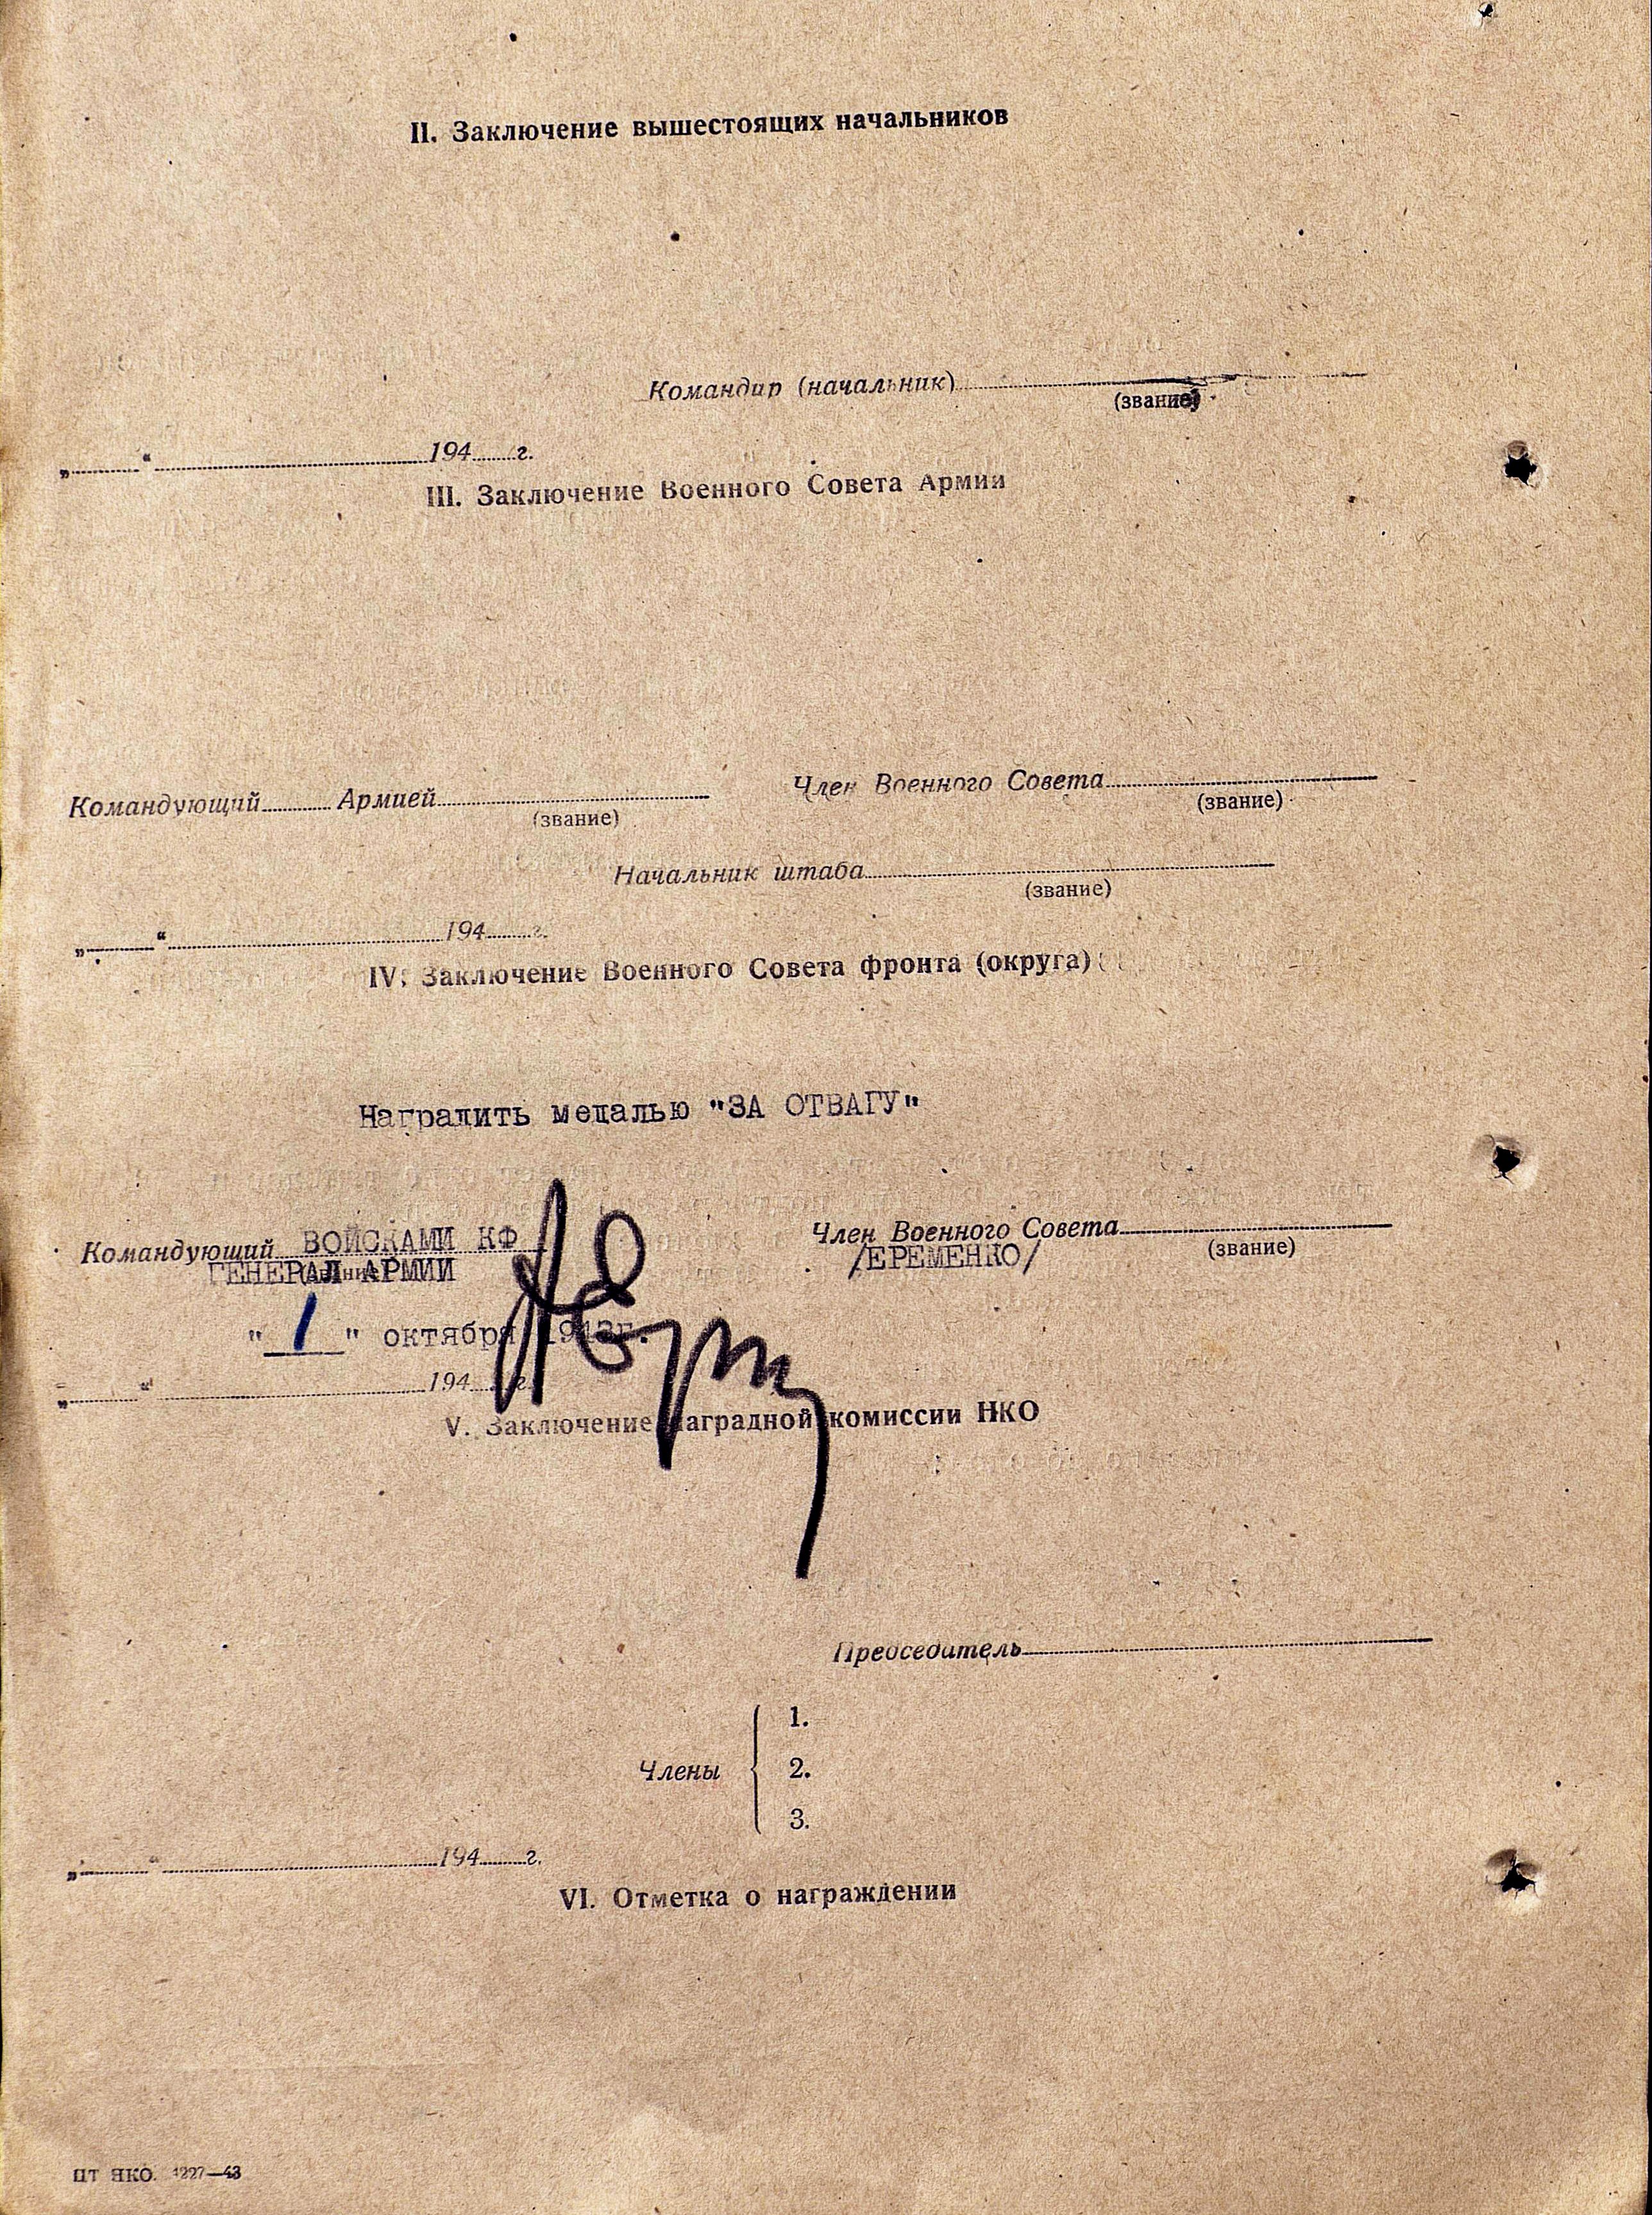 II. Заключение вышестоящих начальников
Командир (начальник)
(звание)
„ “ 194 г.
III. Заключение Военного Совета Армии
Командующий Армией Член Военного Совета
(звание) (звание)
Начальник штаба
(звание)
„ “ 194 г.
IV. Заключение Военного Совета фронта (округа)
Наградить медалью "ЗА ОТВАГУ"
Командующий ВОЙСКАМИ КФ Член Военного Совета
ГЕНЕРАЛ АРМИИ /ЕРЕМЕНКО/ (звание)
" 1 " октября 1943г.
„ “ 194 г.
V. Заключение наградной комиссии НКО
Председатель
1.
Члены 2.
3.
„ “ 194 г.
VI. Отметка о награждении
ЦТ НКО. 1227—43